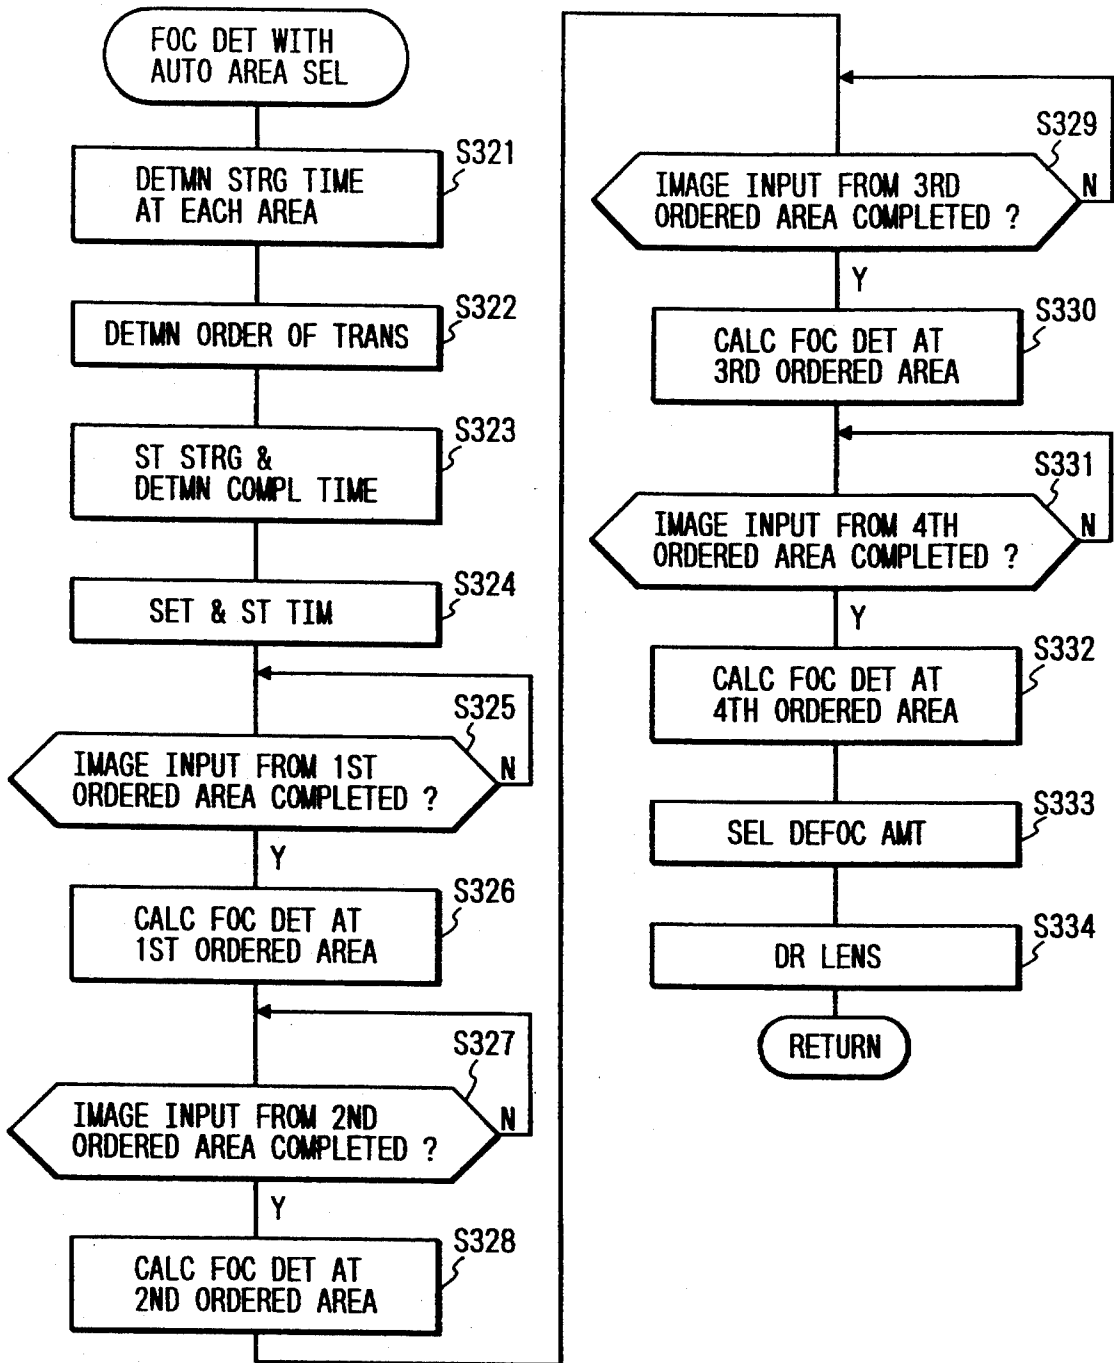 FOC DET WITH
AUTO AREA SEL
S321
DETMN STRG TIME
AT EACH AREA
S322
DETMN ORDER OF TRANS
S323
ST STRG &
DETMN COMPL TIME
S324
SET & ST TIM
S325
IMAGE INPUT FROM 1ST
ORDERED AREA COMPLETED ?
N
Y
S326
CALC FOC DET AT
1ST ORDERED AREA
S327
IMAGE INPUT FROM 2ND
ORDERED AREA COMPLETED ?
N
Y
S328
CALC FOC DET AT
2ND ORDERED AREA
S329
IMAGE INPUT FROM 3RD
ORDERED AREA COMPLETED ?
N
Y
S330
CALC FOC DET AT
3RD ORDERED AREA
S331
IMAGE INPUT FROM 4TH
ORDERED AREA COMPLETED ?
N
Y
S332
CALC FOC DET AT
4TH ORDERED AREA
S333
SEL DEFOC AMT
S334
DR LENS
RETURN